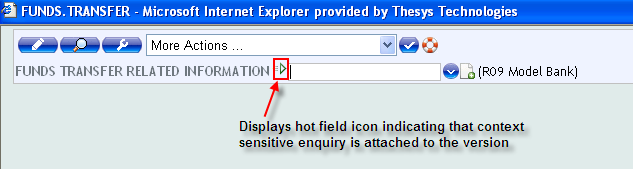 FUNDS.TRANSFER - Microsoft Internet Explorer provided by Thesys Technologies
More Actions ...
FUNDS TRANSFER RELATED INFORMATION (R09 Model Bank)
Displays hot field icon indicating that context
sensitive enquiry is attached to the version